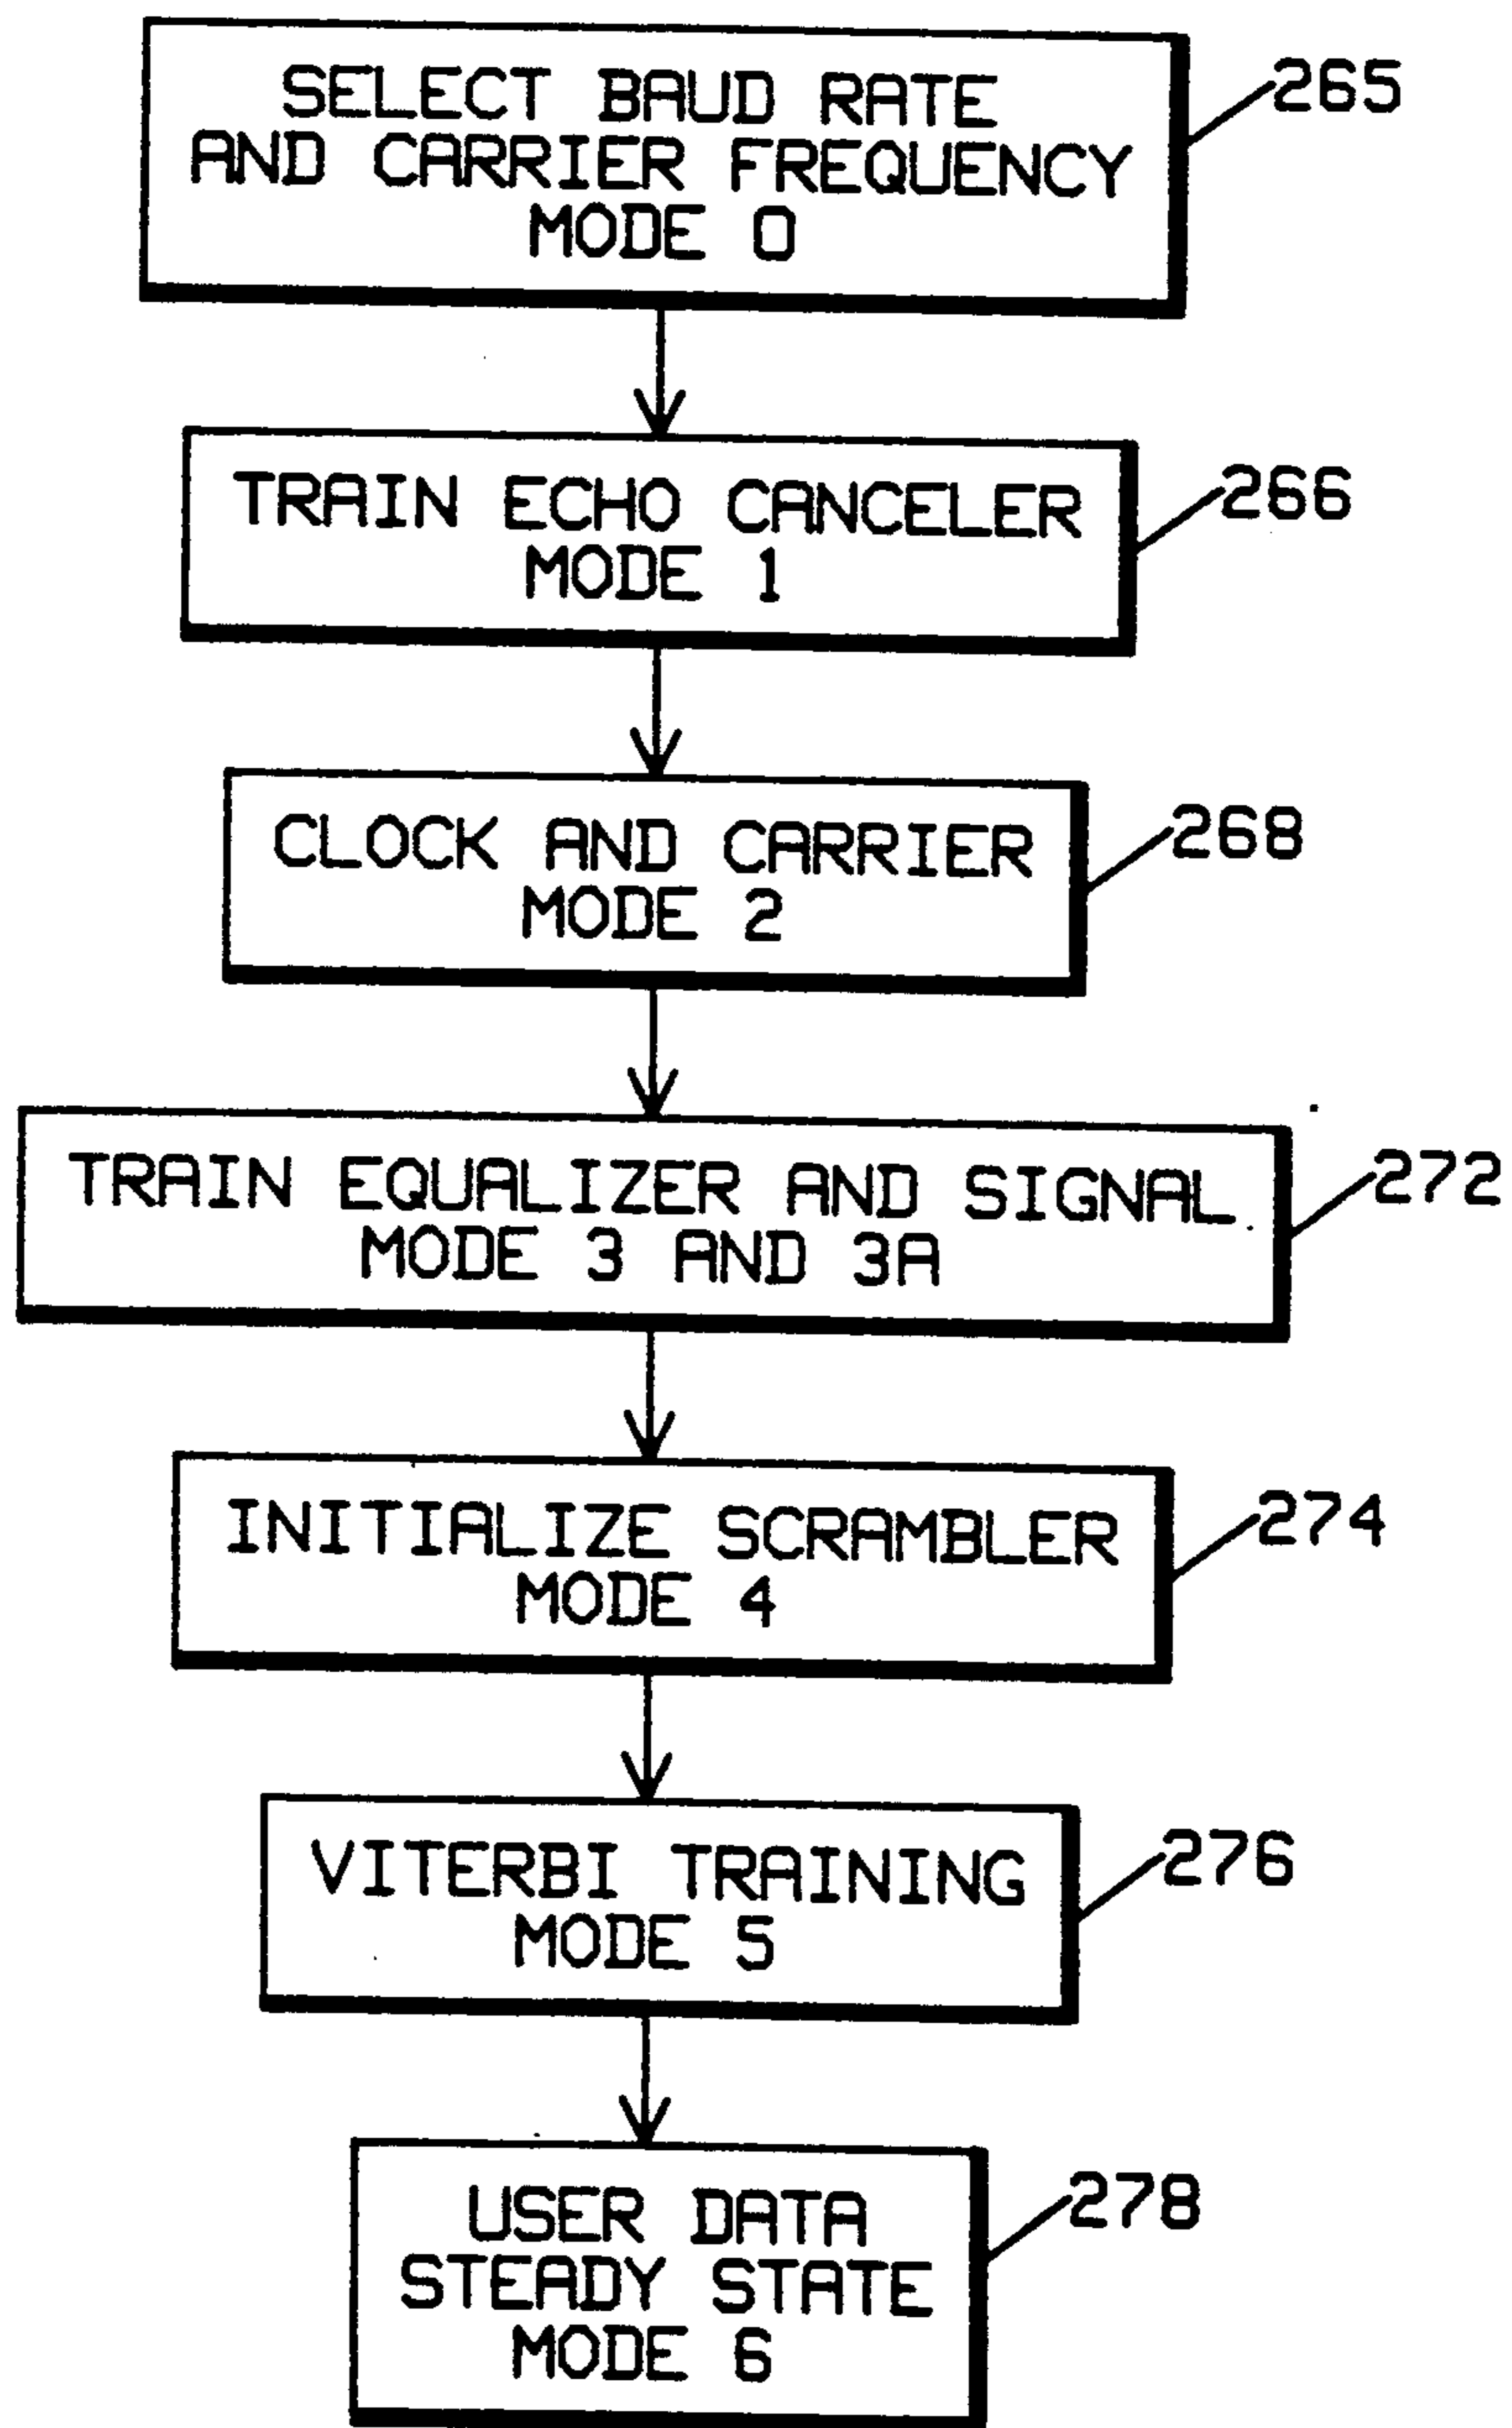 SELECT BAUD RATE
AND CARRIER FREQUENCY
MODE 0
265
TRAIN ECHO CANCELER
MODE 1
266
CLOCK AND CARRIER
MODE 2
268
TRAIN EQUALIZER AND SIGNAL
MODE 3 AND 3A
272
INITIALIZE SCRAMBLER
MODE 4
274
VITERBI TRAINING
MODE 5
276
USER DATA
STEADY STATE
MODE 6
278